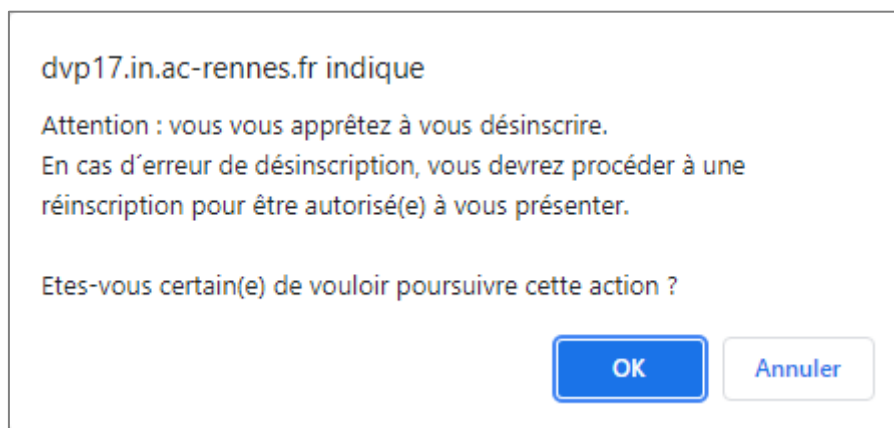 dvp17.in.ac-rennes.fr indique
Attention : vous vous apprêtez à vous désinscrire.
En cas d´erreur de désinscription, vous devrez procéder à une
réinscription pour être autorisé(e) à vous présenter.
Etes-vous certain(e) de vouloir poursuivre cette action ?
OK
Annuler